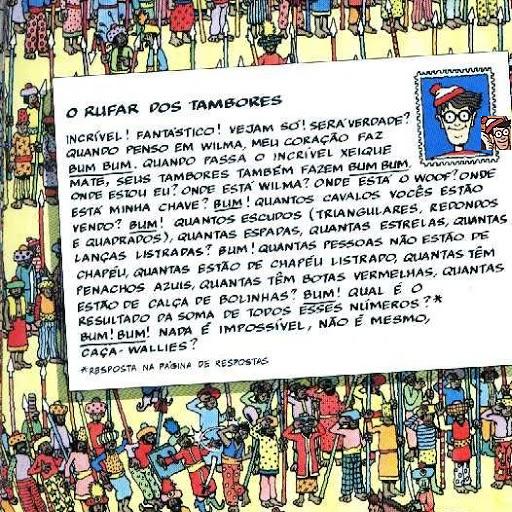 O RUFAR DOS TAMBORES
INCRÍVEL! FANTÁSTICO! VEJAM SÓ! SERÁ VERDADE?
QUANDO PENSO EM WILMA, MEU CORAÇÃO FAZ
BUM BUM. QUANDO PASSA O INCRÍVEL XEIQUE
MATE, SEUS TAMBORES TAMBÉM FAZEM BUM BUM.
ONDE ESTOU EU? ONDE ESTÁ WILMA? ONDE ESTÁ O WOOF? ONDE
ESTÁ MINHA CHAVE? BUM! QUANTOS CAVALOS VOCÊS ESTÃO
VENDO? BUM! QUANTOS ESCUDOS (TRIANGULARES, REDONDOS
E QUADRADOS), QUANTAS ESPADAS, QUANTAS ESTRELAS, QUANTAS
LANÇAS LISTRADAS? BUM! QUANTAS PESSOAS NÃO ESTÃO DE
CHAPÉU, QUANTAS ESTÃO DE CHAPÉU LISTRADO, QUANTAS TÊM
PENACHOS AZUIS, QUANTAS TÊM BOTAS VERMELHAS, QUANTAS
ESTÃO DE CALÇA DE BOLINHAS? BUM! QUAL É O
RESULTADO DA SOMA DE TODOS ESSES NÚMEROS?*
BUM! BUM! NADA É IMPOSSÍVEL, NÃO É MESMO,
CAÇA-WALLIES?
*RESPOSTA NA PÁGINA DE RESPOSTAS